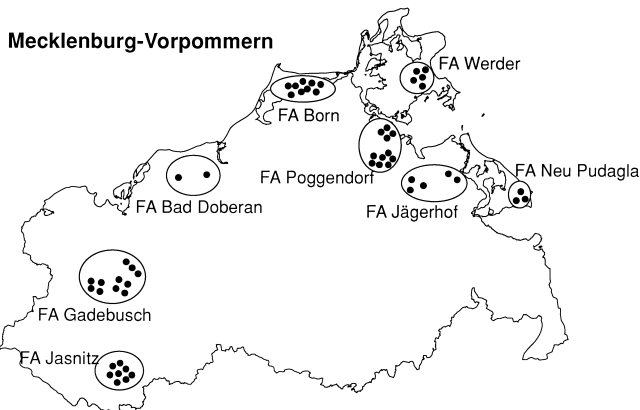 Mecklenburg-Vorpommern
FA Werder
FA Born
FA Poggendorf
FA Neu Pudagla
FA Bad Doberan
FA Jägerhof
FA Gadebusch
FA Jasnitz